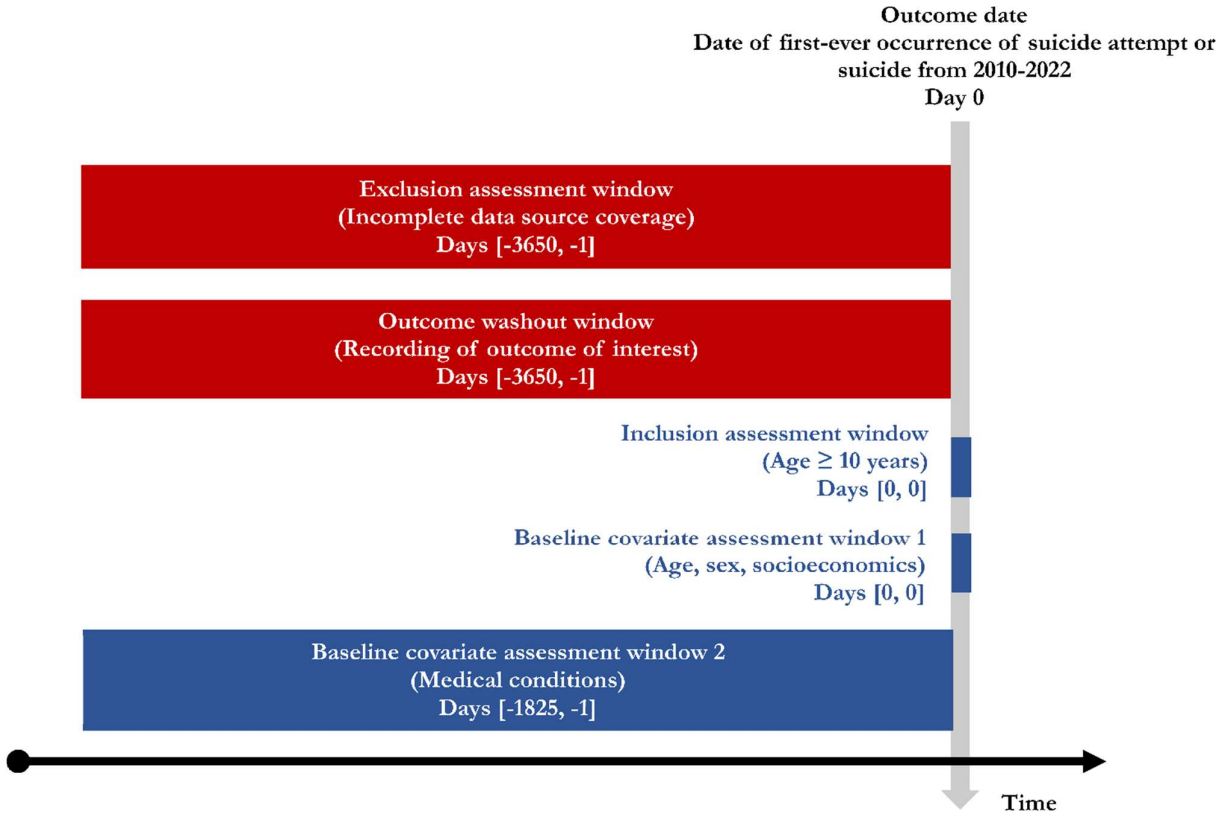 Outcome date
Date of first-ever occurrence of suicide attempt or
suicide from 2010-2022
Day 0
Exclusion assessment window
(Incomplete data source coverage)
Days [-3650, -1]
Outcome washout window
(Recording of outcome of interest)
Days [-3650, -1]
Inclusion assessment window
(Age ≥ 10 years)
Days [0, 0]
Baseline covariate assessment window 1
(Age, sex, socioeconomics)
Days [0, 0]
Baseline covariate assessment window 2
(Medical conditions)
Days [-1825, -1]
Time